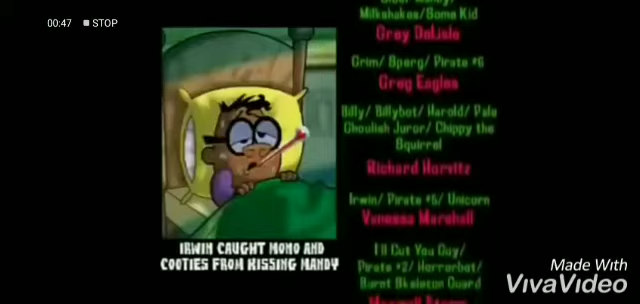 00:47 STOP
Milkshakes/Some Kid
Grey DeLisle
Grim/ Sperg/ Pirate #6
Greg Eagles
Billy/ Billybot/ Harold/ Pale
Ghoulish Juror/ Chippy the
Squirrel
Richard Horvitz
Irwin/ Pirate #5/ Unicorn
Vanessa Marshall
I'll Cut You Guy/
Pirate #2/ Horrorbot/
Burnt Skeleton Guard
IRWIN CAUGHT MONO AND
COOTIES FROM KISSING MANDY
Made With
VivaVideo